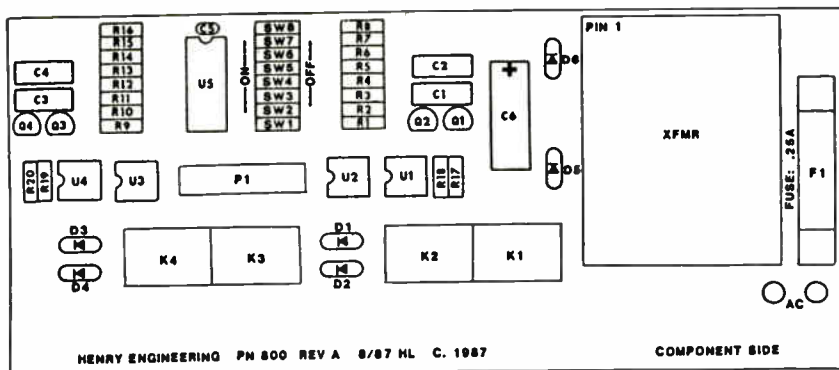 R16
R15
R14
R13
R12
R11
R10
R9
C4
C3
Q4
Q3
C5
U5
ON
SW8
SW7
SW6
SW5
SW4
SW3
SW2
SW1
OFF
R8
R7
R6
R5
R4
R3
R2
R1
C2
C1
Q2
Q1
+
C6
D6
D5
PIN 1
XFMR
FUSE: .25A
F1
R20
R19
U4
U3
P1
U2
U1
R18
R17
D3
D4
K4
K3
D1
D2
K2
K1
AC
HENRY ENGINEERING PN 800 REV A 8/87 HL C. 1987
COMPONENT SIDE